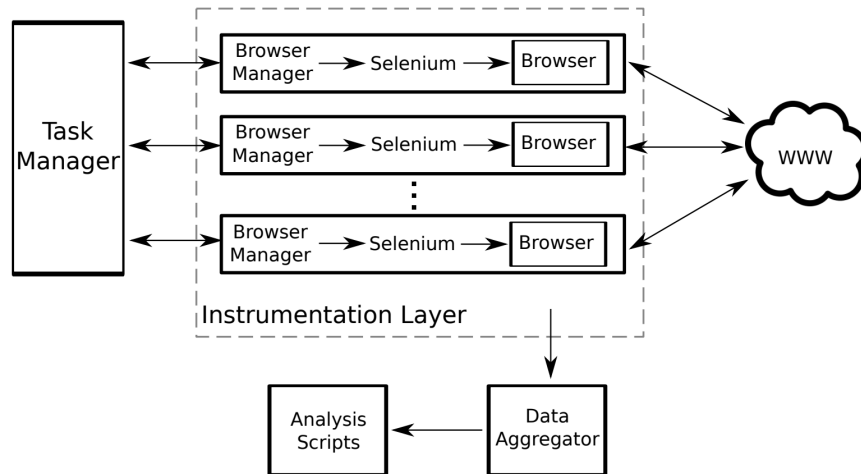 Task
Manager
Browser
Manager
Selenium
Browser
Browser
Manager
Selenium
Browser
Browser
Manager
Selenium
Browser
Instrumentation Layer
WWW
Analysis
Scripts
Data
Aggregator